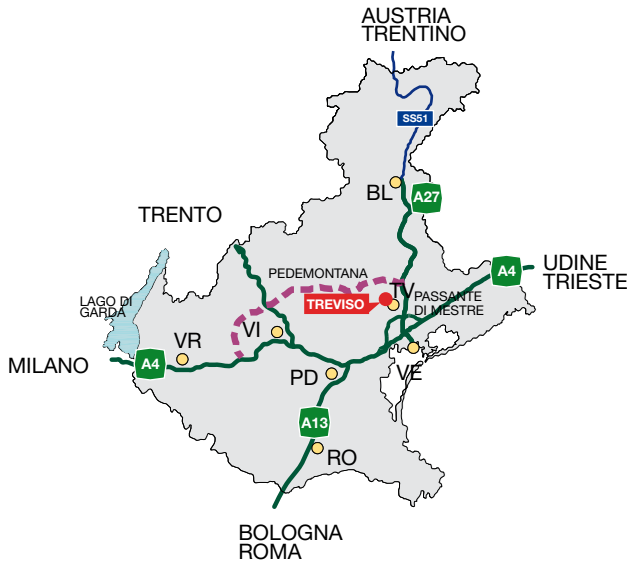 AUSTRIA
TRENTINO
SS51
BL
A27
TRENTO
PEDEMONTANA
A4
UDINE
TRIESTE
LAGO DI
GARDA
TREVISO
TV
PASSANTE
DI MESTRE
VI
VR
VE
MILANO
A4
PD
A13
RO
BOLOGNA
ROMA